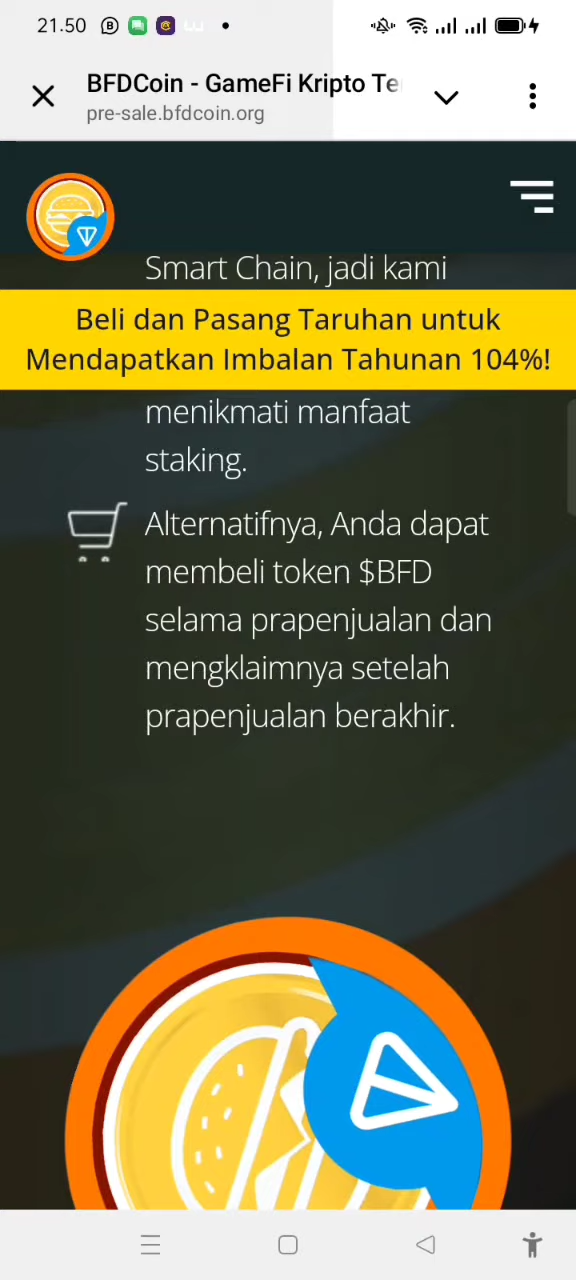 21.50
BFDCoin - GameFi Kripto Te
pre-sale.bfdcoin.org
Smart Chain, jadi kami
Beli dan Pasang Taruhan untuk
Mendapatkan Imbalan Tahunan 104%!
menikmati manfaat
staking.
Alternatifnya, Anda dapat
membeli token $BFD
selama prapenjualan dan
mengklaimnya setelah
prapenjualan berakhir.